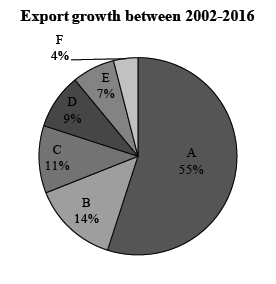 Export growth between 2002-2016
F
4%
E
7%
D
9%
C
11%
B
14%
A
55%